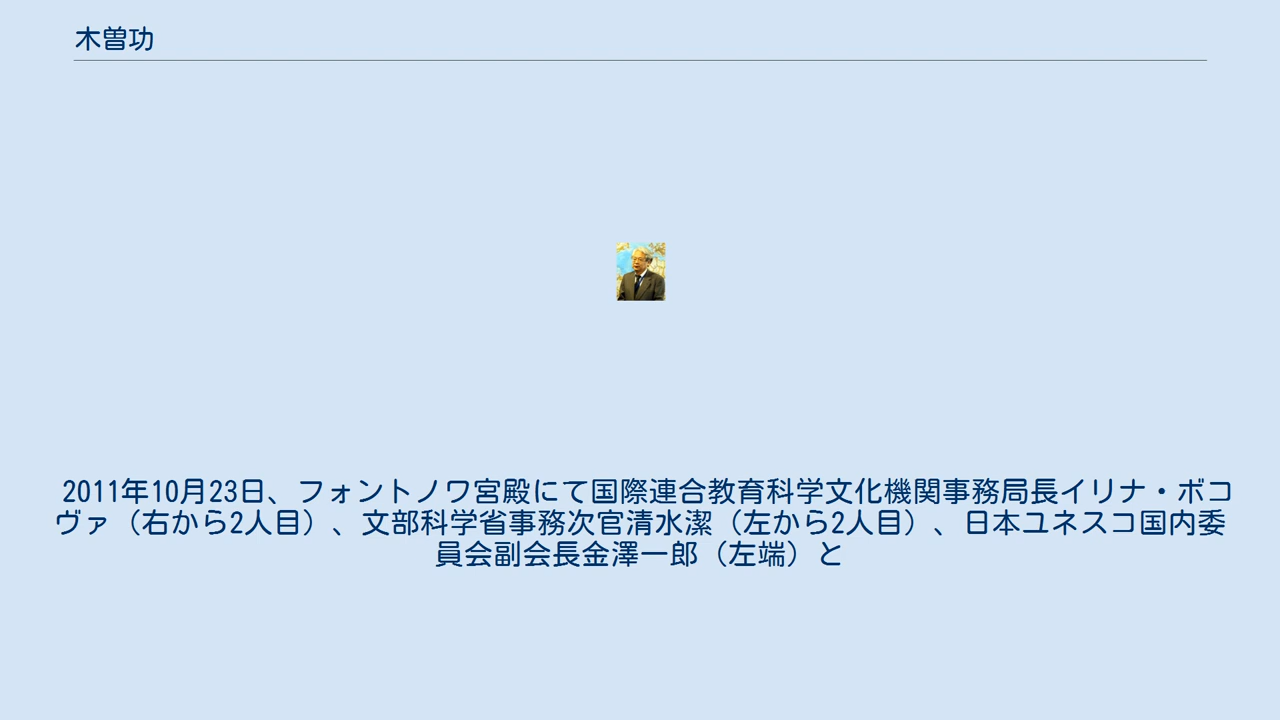 木曽功
2011年10月23日、フォントノワ宮殿にて国際連合教育科学文化機関事務局長イリナ・ボコ
ヴァ（右から2人目）、文部科学省事務次官清水潔（左から2人目）、日本ユネスコ国内委
員会副会長金澤一郎（左端）と